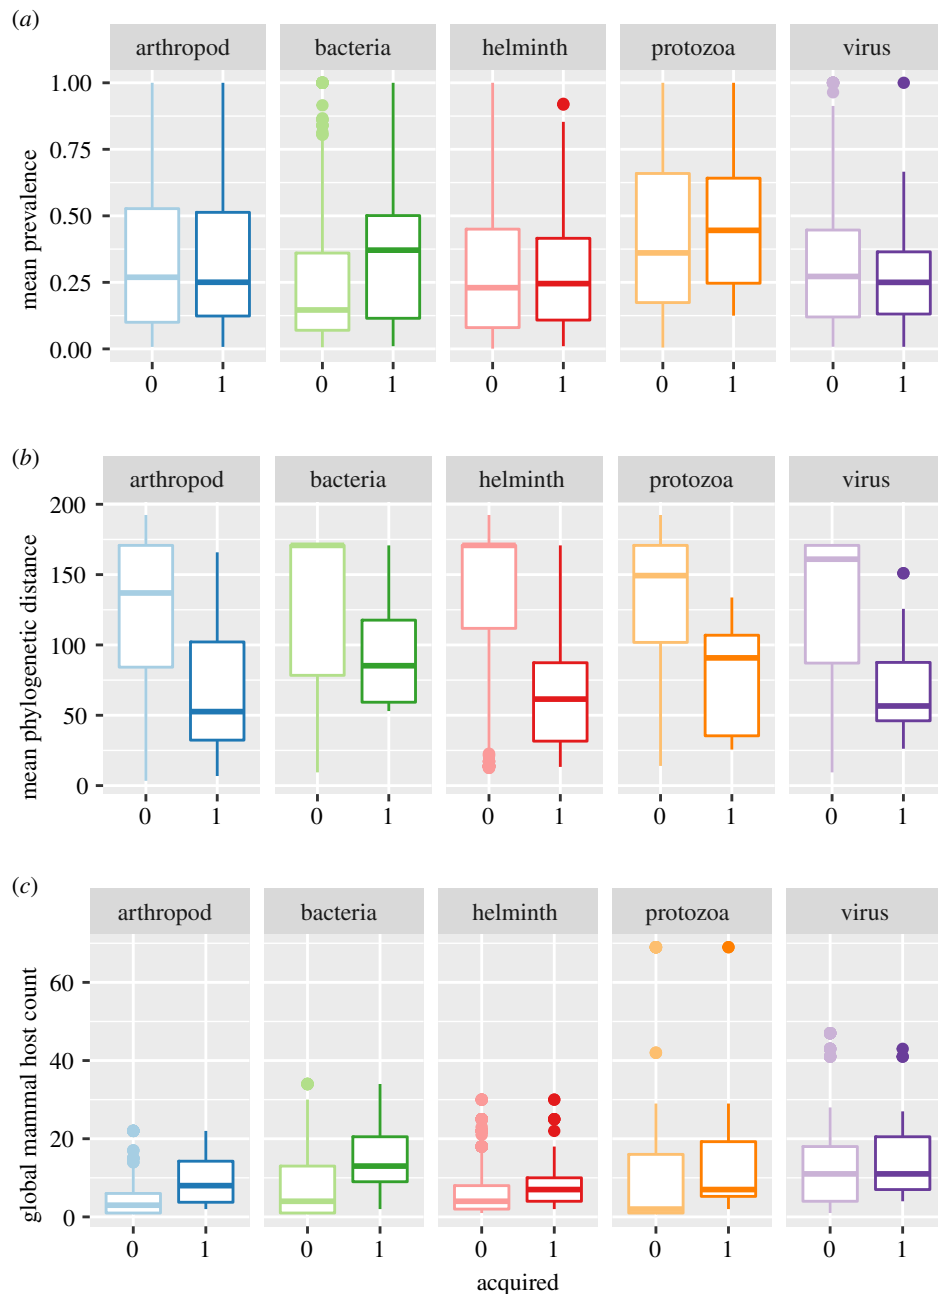 (a)
arthropod bacteria helminth protozoa virus
1.00
0.75
0.50
0.25
0.00
mean prevalence
0 1 0 1 0 1 0 1 0 1
(b)
arthropod bacteria helminth protozoa virus
200
150
100
50
0
mean phylogenetic distance
0 1 0 1 0 1 0 1 0 1
(c)
arthropod bacteria helminth protozoa virus
60
40
20
0
global mammal host count
0 1 0 1 0 1 0 1 0 1
acquired